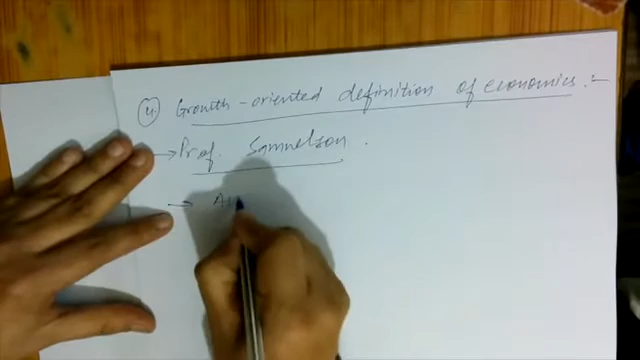 4. Growth-oriented definition of economics :-
→ Prof. Samuelson .
→